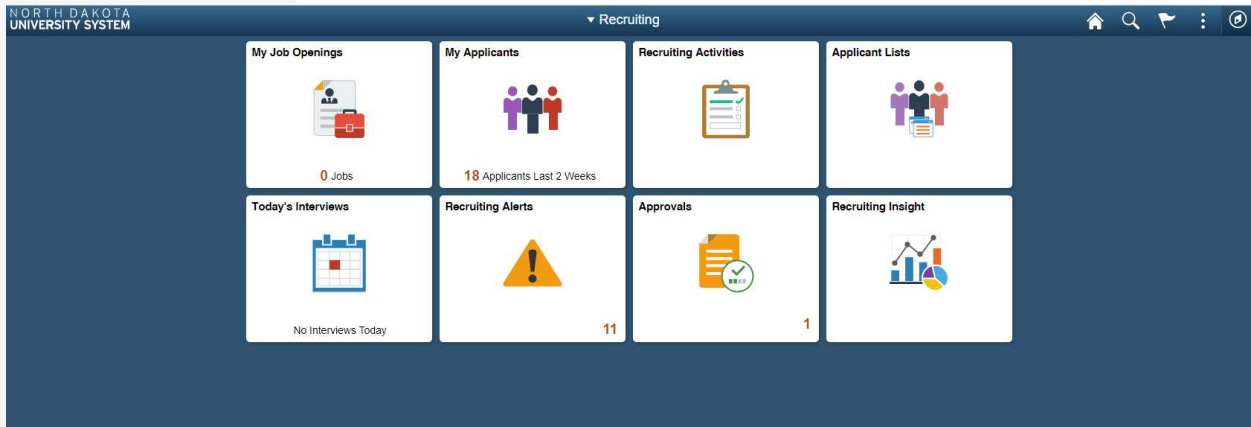 NORTH DAKOTA
UNIVERSITY SYSTEM
Recruiting
My Job Openings
0 Jobs
My Applicants
18 Applicants Last 2 Weeks
Recruiting Activities
Applicant Lists
Today's Interviews
No Interviews Today
Recruiting Alerts
11
Approvals
1
Recruiting Insight